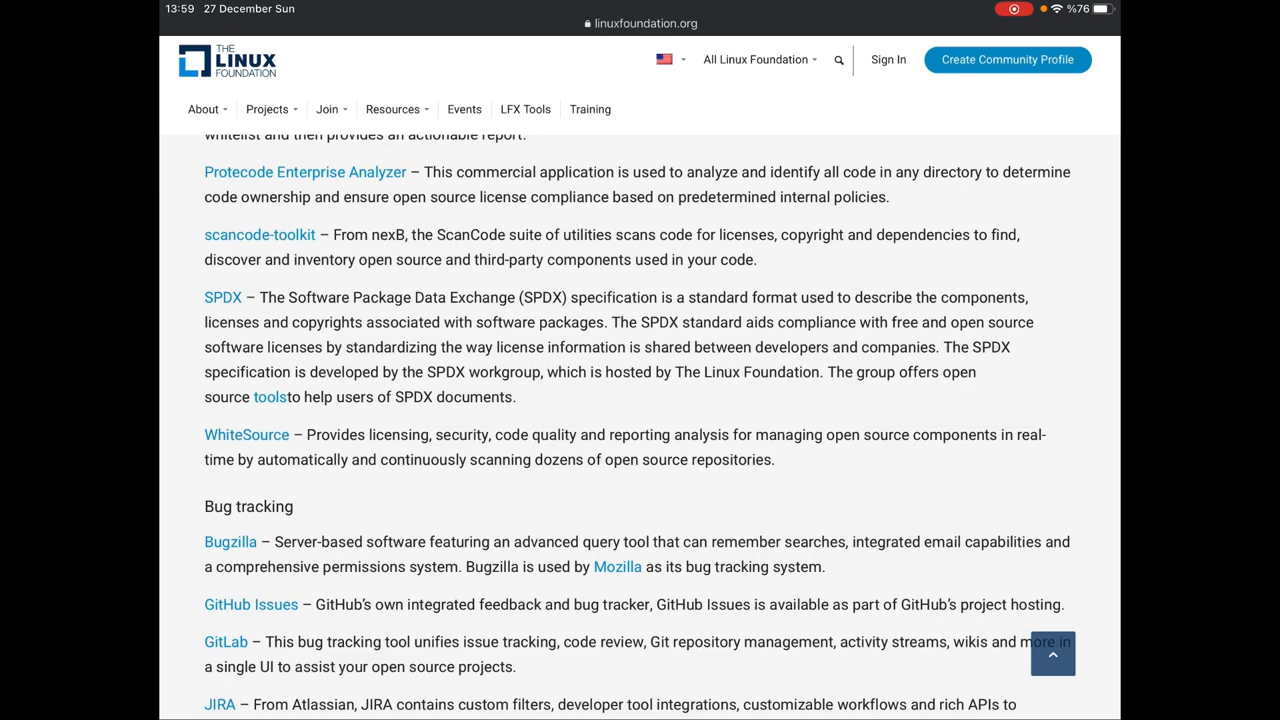 13:59 27 December Sun
%76
linuxfoundation.org
THE
LINUX
FOUNDATION
All Linux Foundation
Sign In
Create Community Profile
About
Projects
Join
Resources
Events
LFX Tools
Training
whitelist and then provides an actionable report.
Protecode Enterprise Analyzer – This commercial application is used to analyze and identify all code in any directory to determine
code ownership and ensure open source license compliance based on predetermined internal policies.
scancode-toolkit – From nexB, the ScanCode suite of utilities scans code for licenses, copyright and dependencies to find,
discover and inventory open source and third-party components used in your code.
SPDX – The Software Package Data Exchange (SPDX) specification is a standard format used to describe the components,
licenses and copyrights associated with software packages. The SPDX standard aids compliance with free and open source
software licenses by standardizing the way license information is shared between developers and companies. The SPDX
specification is developed by the SPDX workgroup, which is hosted by The Linux Foundation. The group offers open
source toolsto help users of SPDX documents.
WhiteSource – Provides licensing, security, code quality and reporting analysis for managing open source components in real-
time by automatically and continuously scanning dozens of open source repositories.
Bug tracking
Bugzilla – Server-based software featuring an advanced query tool that can remember searches, integrated email capabilities and
a comprehensive permissions system. Bugzilla is used by Mozilla as its bug tracking system.
GitHub Issues – GitHub's own integrated feedback and bug tracker, GitHub Issues is available as part of GitHub's project hosting.
GitLab – This bug tracking tool unifies issue tracking, code review, Git repository management, activity streams, wikis and more in
a single UI to assist your open source projects.
JIRA – From Atlassian, JIRA contains custom filters, developer tool integrations, customizable workflows and rich APIs to